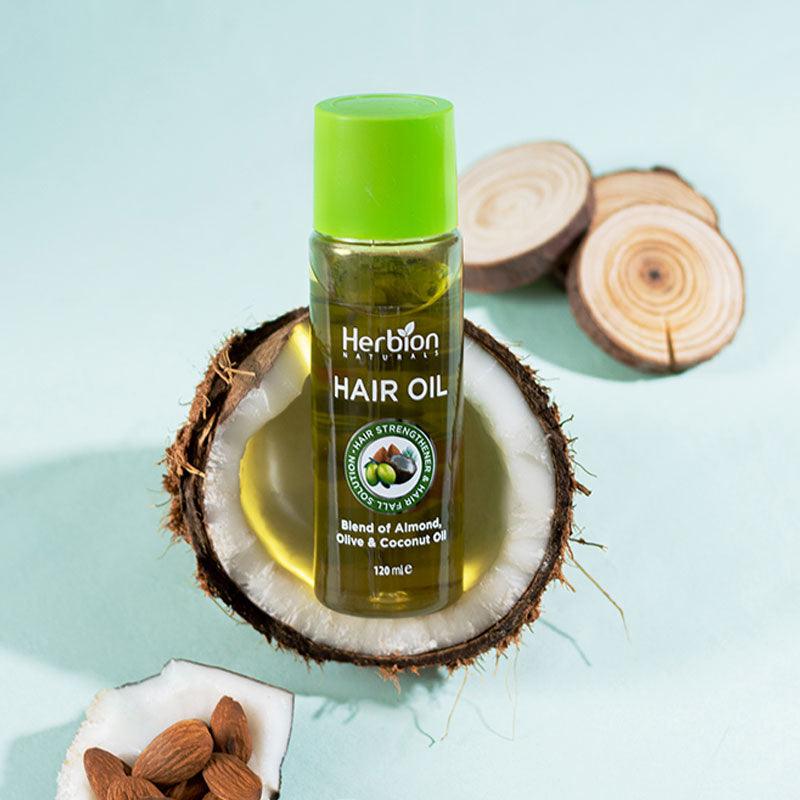 Herbion
NATURALS
HAIR OIL
HAIR STRENGTHENER & HAIR FALL SOLUTION •
Blend of Almond,
Olive & Coconut Oil
120 ml e